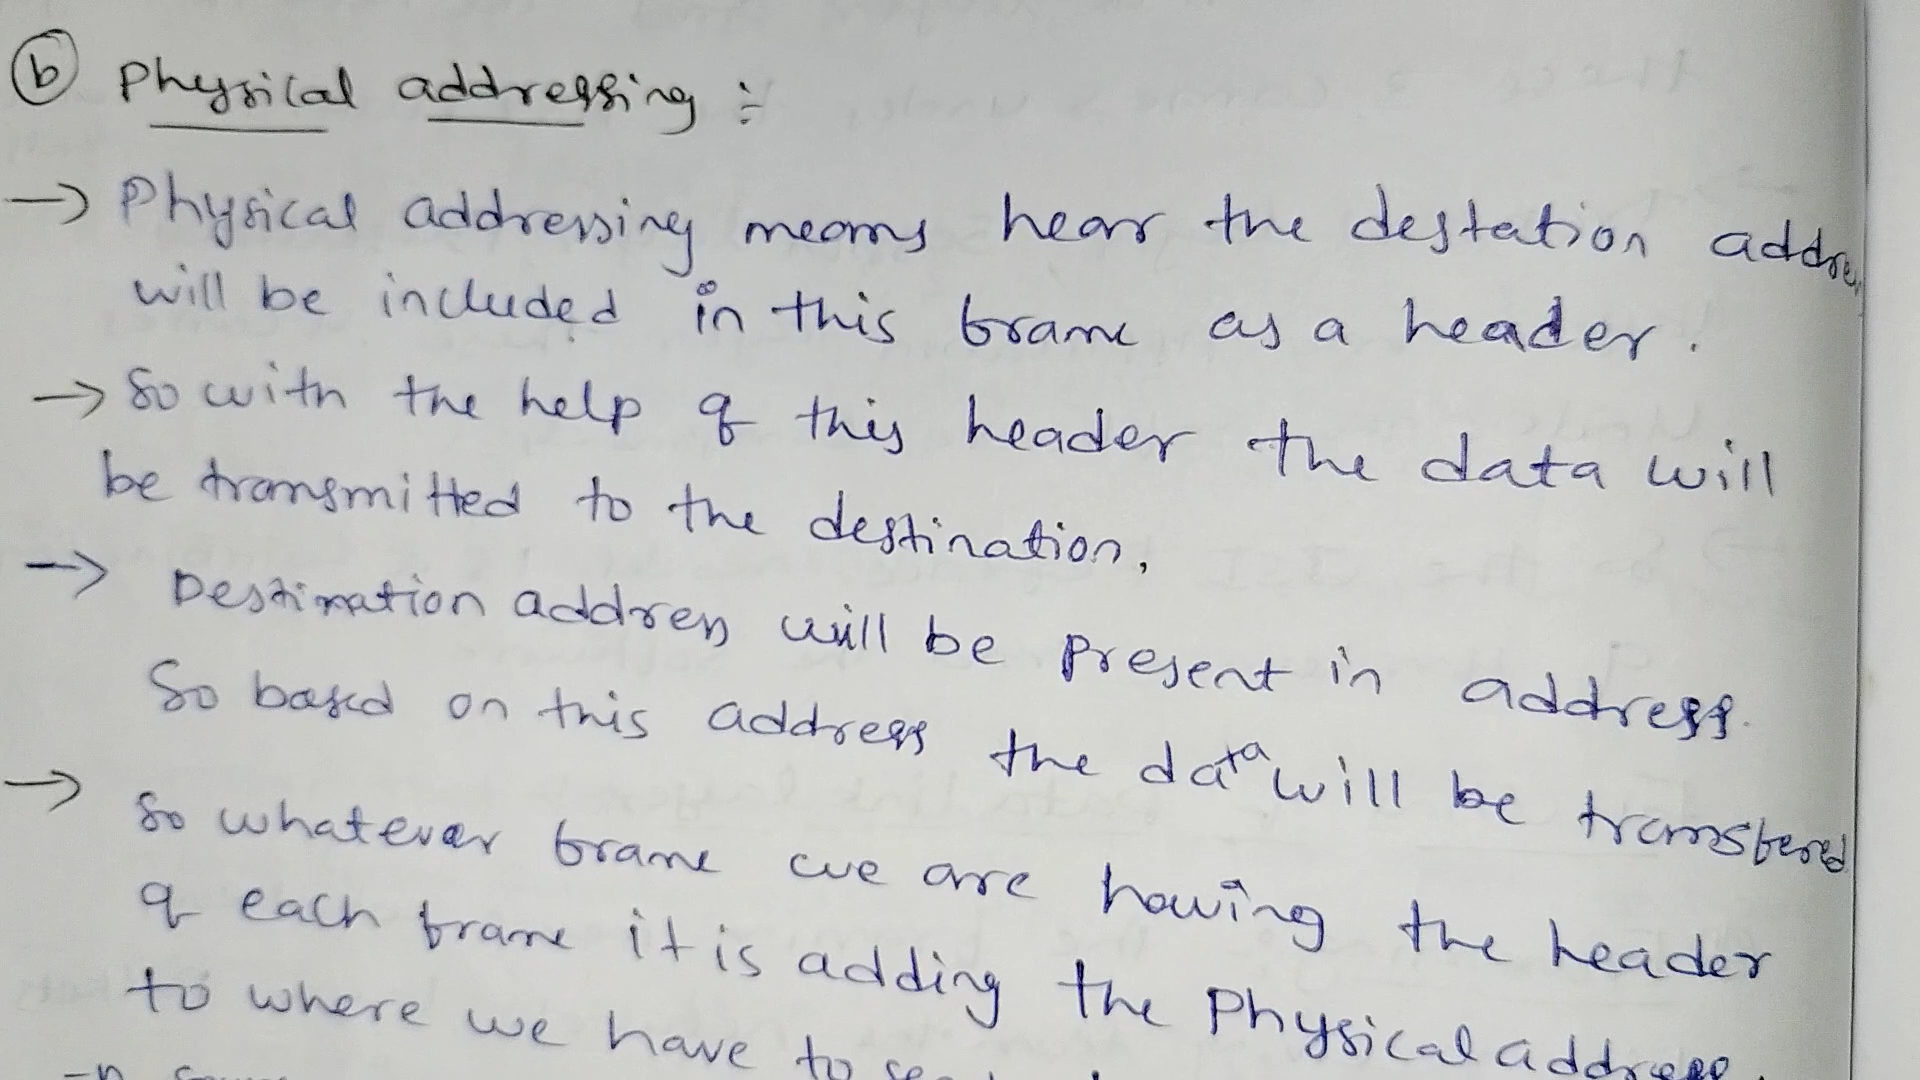 ⓑ Physical addressing :-
→ Physical addressing means hear the destation addres
will be included in this frame as a header.
→ So with the help of this header the data will
be transmitted to the destination.
→ Destination address will be present in address.
So based on this address the data will be transfered
→ So whatever frame we are having the header
of each frame it is adding the Physical address
to where we have to